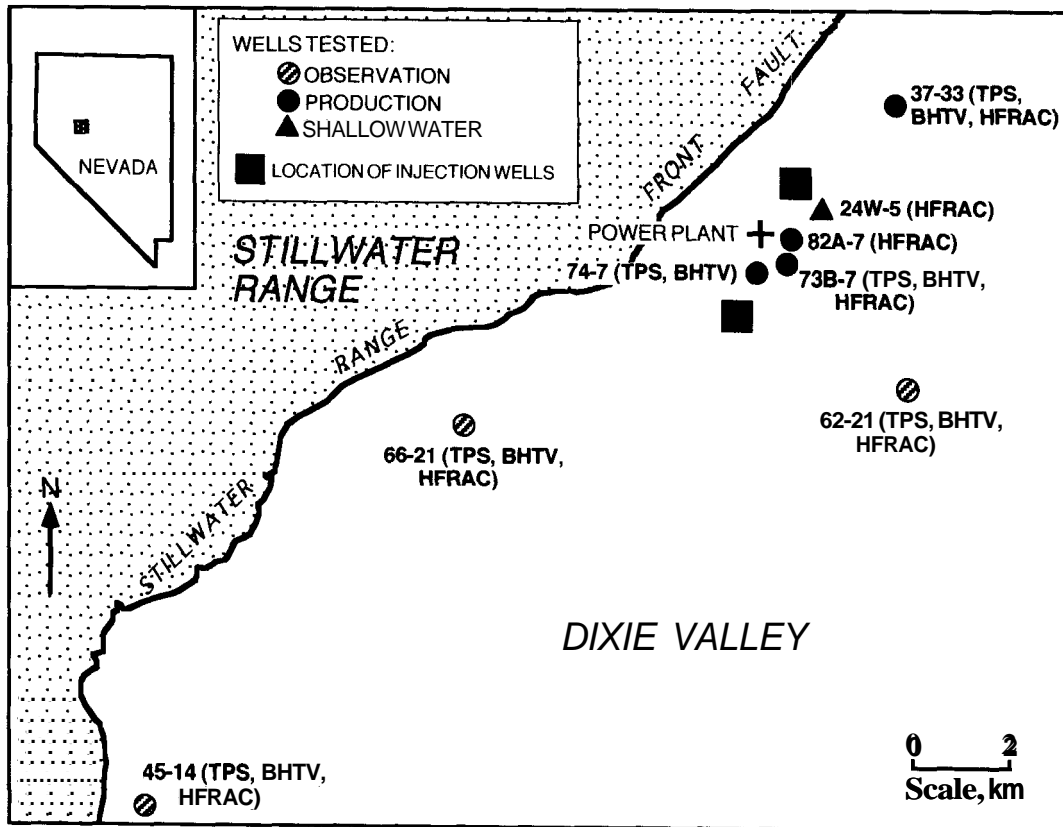 WELLS TESTED:
OBSERVATION
PRODUCTION
SHALLOW WATER
LOCATION OF INJECTION WELLS
NEVADA
STILLWATER
RANGE
STILLWATER
RANGE
FRONT
FAULT
37-33 (TPS,
BHTV, HFRAC)
24W-5 (HFRAC)
POWER PLANT
82A-7 (HFRAC)
74-7 (TPS, BHTV)
73B-7 (TPS, BHTV,
HFRAC)
62-21 (TPS, BHTV,
HFRAC)
66-21 (TPS, BHTV,
HFRAC)
N
DIXIE VALLEY
45-14 (TPS, BHTV,
HFRAC)
0 2
Scale, km